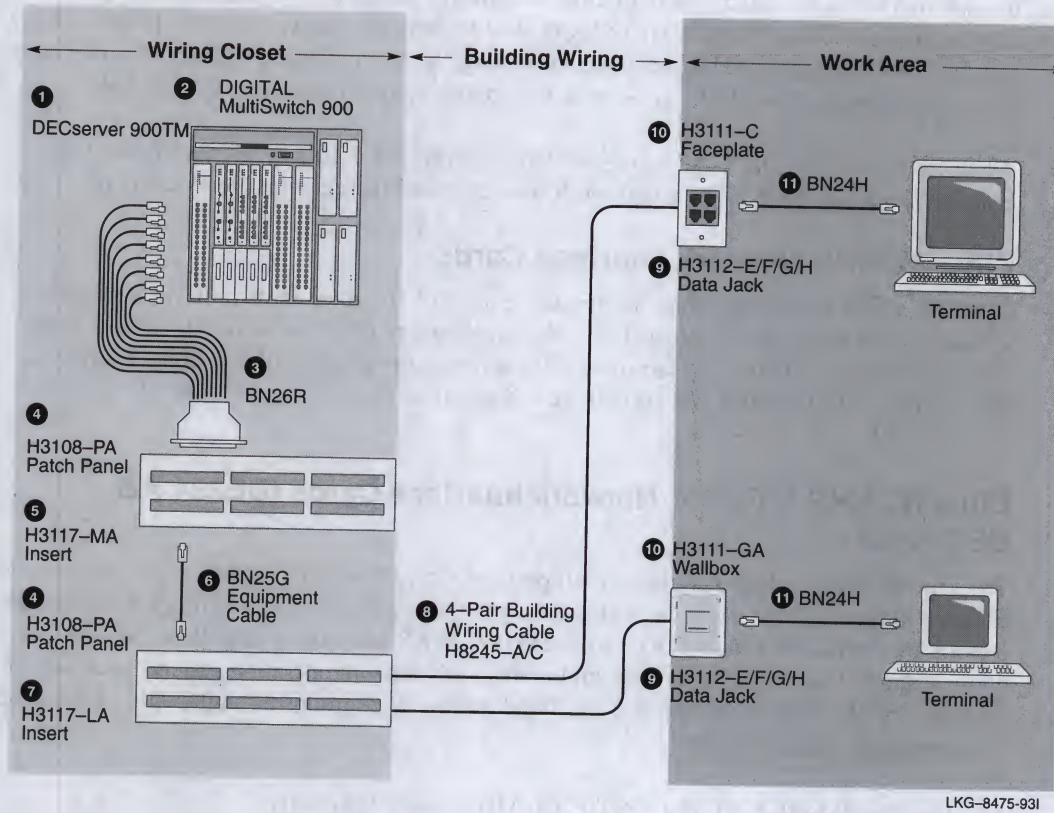 Wiring Closet
Building Wiring
Work Area
1
DECserver 900TM
2
DIGITAL
MultiSwitch 900
3
BN26R
4
H3108–PA
Patch Panel
5
H3117–MA
Insert
6
BN25G
Equipment
Cable
4
H3108–PA
Patch Panel
7
H3117–LA
Insert
8
4–Pair Building
Wiring Cable
H8245–A/C
10
H3111–C
Faceplate
11
BN24H
9
H3112–E/F/G/H
Data Jack
Terminal
10
H3111–GA
Wallbox
11
BN24H
9
H3112–E/F/G/H
Data Jack
Terminal
LKG–8475-93I